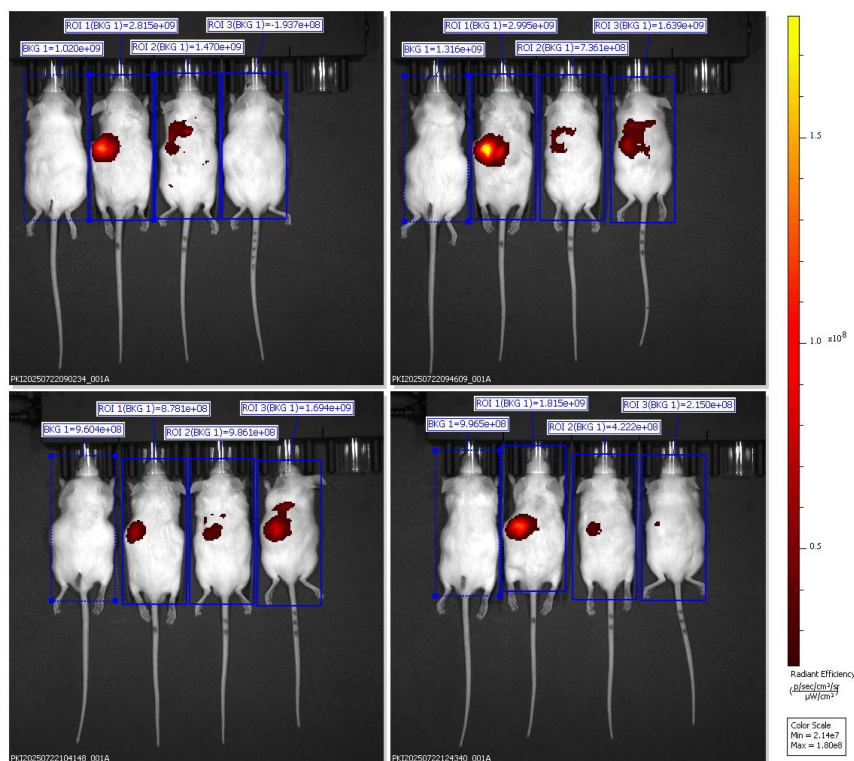 ROI 1(BKG 1)=2.815e+09
ROI 3(BKG 1)=-1.937e+08
BKG 1=1.020e+09
ROI 2(BKG 1)=1.470e+09
PKI20250722090234_001A
ROI 1(BKG 1)=2.995e+09
ROI 3(BKG 1)=1.639e+09
BKG 1=1.316e+09
ROI 2(BKG 1)=7.361e+08
PKI20250722094609_001A
ROI 1(BKG 1)=8.781e+08
ROI 3(BKG 1)=1.694e+09
BKG 1=9.604e+08
ROI 2(BKG 1)=9.861e+08
PKI20250722104148_001A
ROI 1(BKG 1)=1.815e+09
ROI 3(BKG 1)=2.150e+08
BKG 1=9.965e+08
ROI 2(BKG 1)=4.222e+08
PKI20250722124340_001A
1.5
1.0
x10⁸
0.5
Radiant Efficiency
(p/sec/cm²/sr
µW/cm²)
Color Scale
Min = 2.14e7
Max = 1.80e8